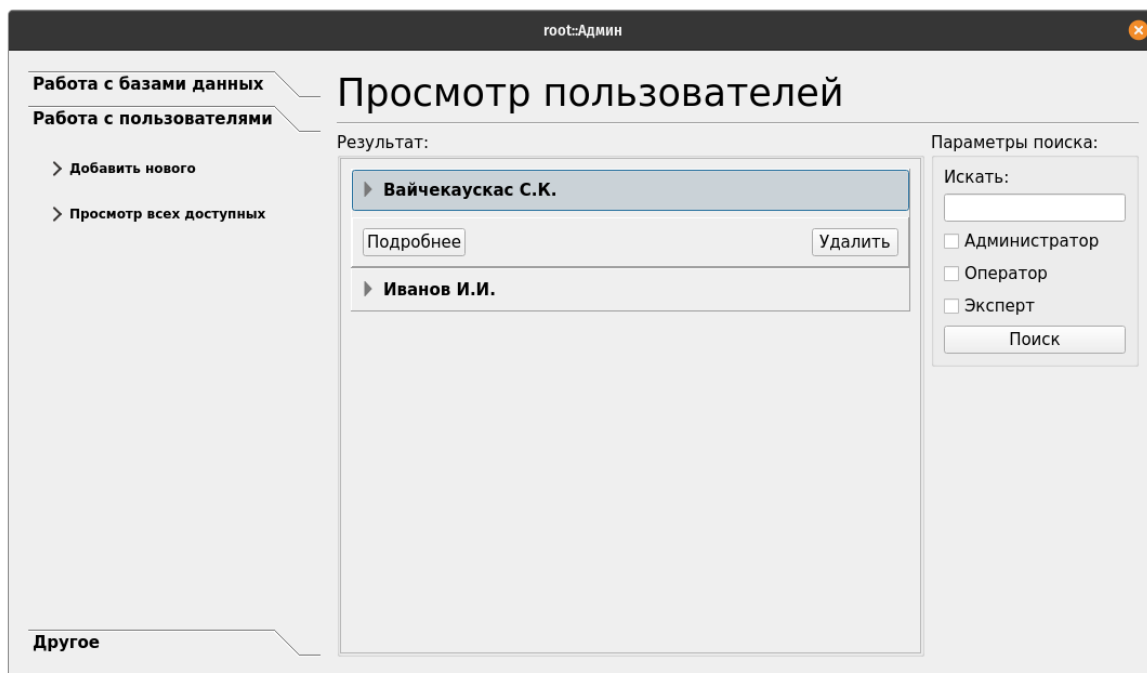 root::Админ
Работа с базами данных
Работа с пользователями
Добавить нового
Просмотр всех доступных
Другое
Просмотр пользователей
Результат:
Вайчекаускас С.К.
Подробнее
Удалить
Иванов И.И.
Параметры поиска:
Искать:
Администратор
Оператор
Эксперт
Поиск